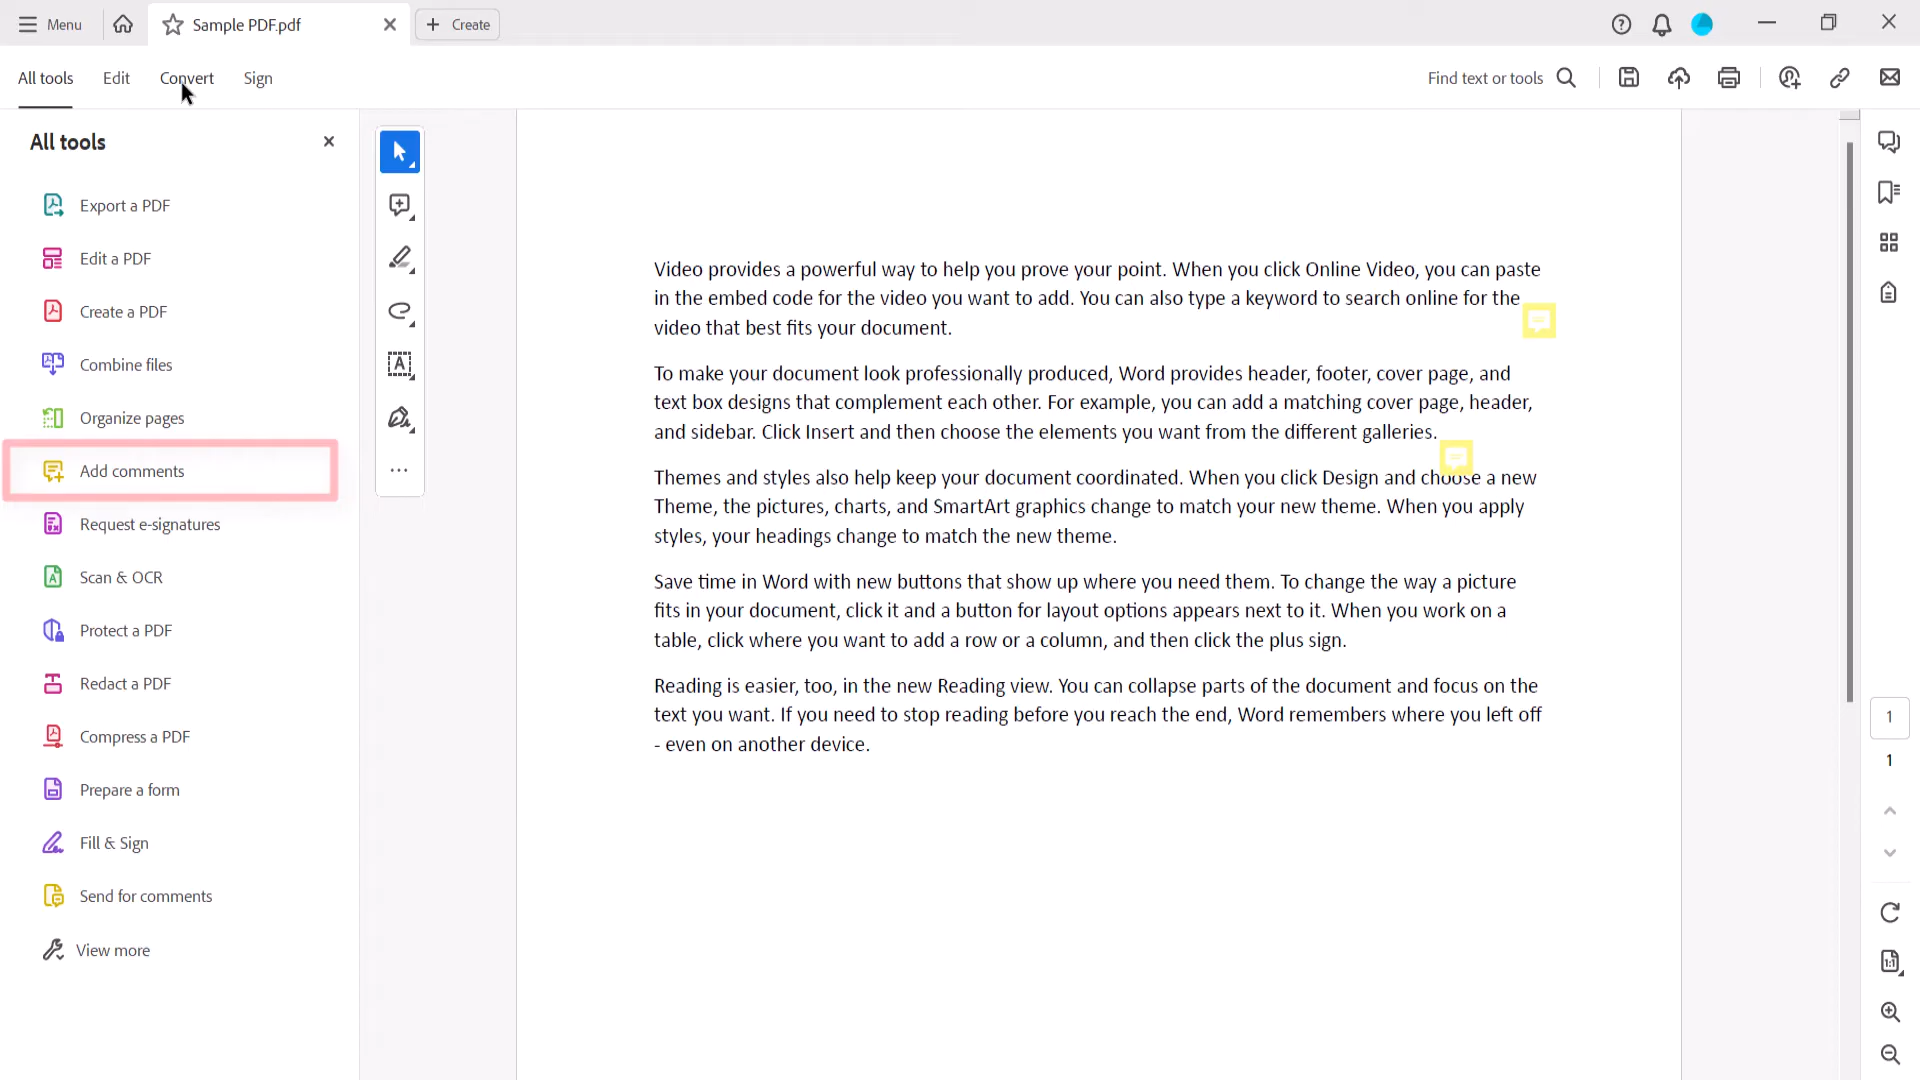 Menu
Sample PDF.pdf
Create
All tools
Edit
Convert
Sign
Find text or tools
All tools
Export a PDF
Edit a PDF
Create a PDF
Combine files
Organize pages
Add comments
Request e-signatures
Scan & OCR
Protect a PDF
Redact a PDF
Compress a PDF
Prepare a form
Fill & Sign
Send for comments
View more
Video provides a powerful way to help you prove your point. When you click Online Video, you can paste
in the embed code for the video you want to add. You can also type a keyword to search online for the
video that best fits your document.
To make your document look professionally produced, Word provides header, footer, cover page, and
text box designs that complement each other. For example, you can add a matching cover page, header,
and sidebar. Click Insert and then choose the elements you want from the different galleries.
Themes and styles also help keep your document coordinated. When you click Design and choose a new
Theme, the pictures, charts, and SmartArt graphics change to match your new theme. When you apply
styles, your headings change to match the new theme.
Save time in Word with new buttons that show up where you need them. To change the way a picture
fits in your document, click it and a button for layout options appears next to it. When you work on a
table, click where you want to add a row or a column, and then click the plus sign.
Reading is easier, too, in the new Reading view. You can collapse parts of the document and focus on the
text you want. If you need to stop reading before you reach the end, Word remembers where you left off
- even on another device.
1
1